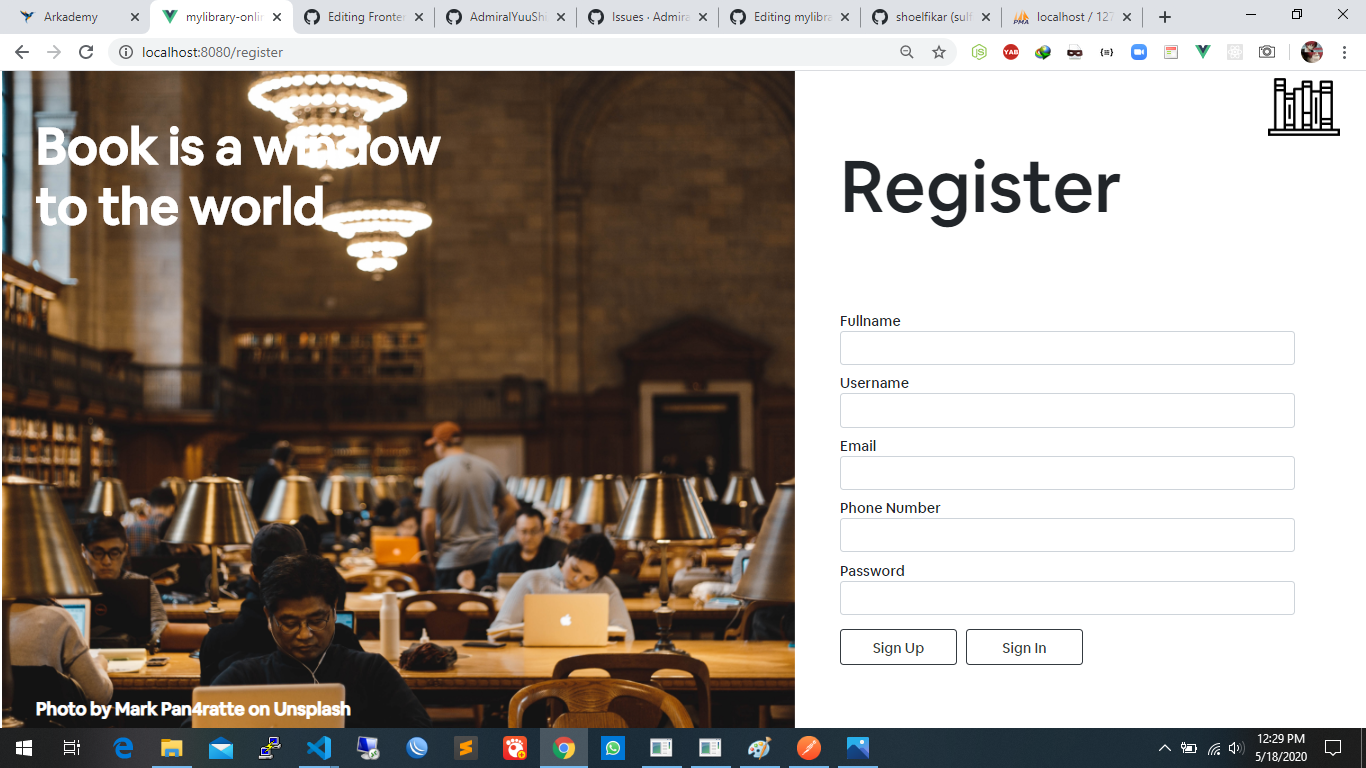 Arkademy
mylibrary-onlin
Editing Fronter
AdmiralYuuShi
Issues · Admira
Editing mylibra
shoelfikar (sulf
localhost / 127
localhost:8080/register
Book is a window
to the world
Photo by Mark Pan4ratte on Unsplash
Register
Fullname
Username
Email
Phone Number
Password
Sign Up
Sign In
12:29 PM
5/18/2020